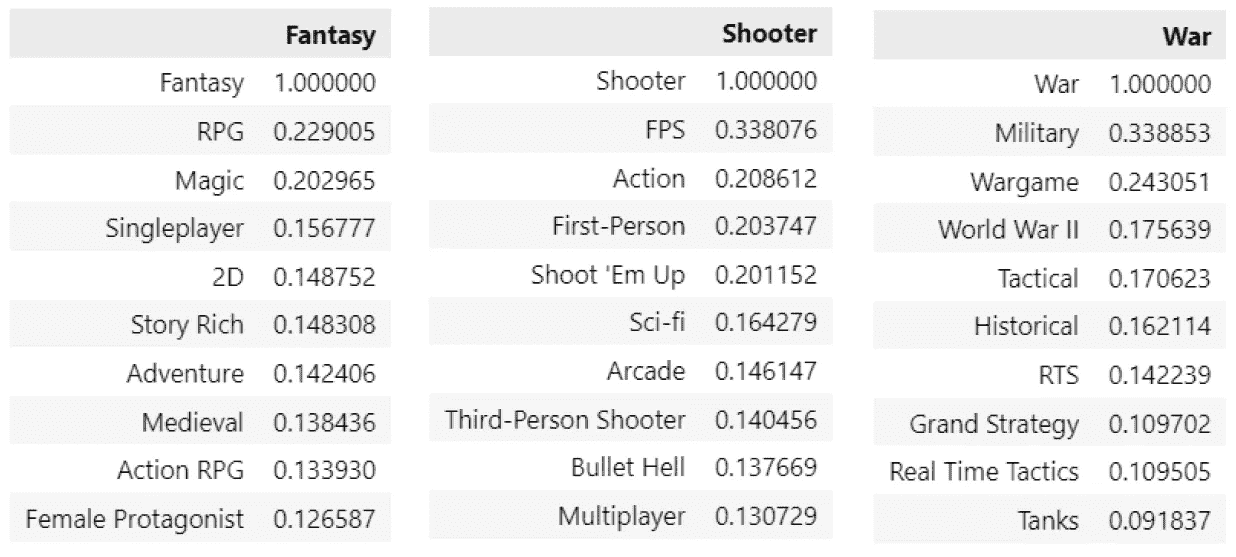 Fantasy
Fantasy 1.000000
RPG 0.229005
Magic 0.202965
Singleplayer 0.156777
2D 0.148752
Story Rich 0.148308
Adventure 0.142406
Medieval 0.138436
Action RPG 0.133930
Female Protagonist 0.126587
Shooter
Shooter 1.000000
FPS 0.338076
Action 0.208612
First-Person 0.203747
Shoot 'Em Up 0.201152
Sci-fi 0.164279
Arcade 0.146147
Third-Person Shooter 0.140456
Bullet Hell 0.137669
Multiplayer 0.130729
War
War 1.000000
Military 0.338853
Wargame 0.243051
World War II 0.175639
Tactical 0.170623
Historical 0.162114
RTS 0.142239
Grand Strategy 0.109702
Real Time Tactics 0.109505
Tanks 0.091837